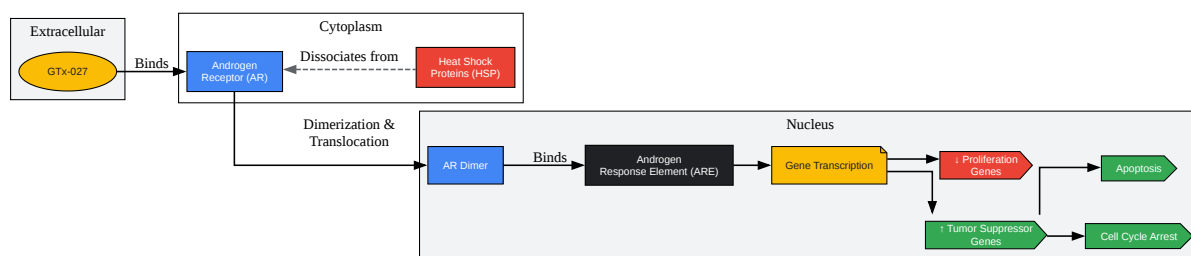 Extracellular
GTx-027
Binds
Cytoplasm
Androgen
Receptor (AR)
Dissociates from
Heat Shock
Proteins (HSP)
Dimerization &
Translocation
Nucleus
AR Dimer
Binds
Androgen
Response Element (ARE)
Gene Transcription
↓ Proliferation
Genes
Apoptosis
↑ Tumor Suppressor
Genes
Cell Cycle Arrest